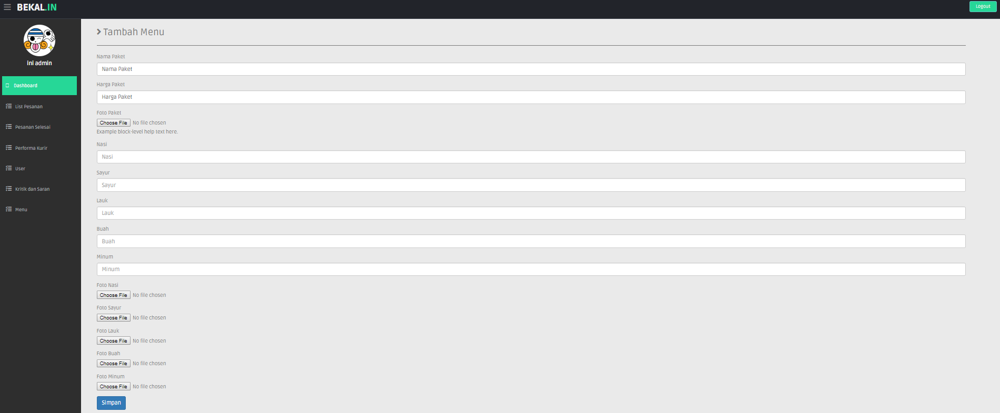 BEKAL.IN
Logout
ini admin
Dashboard
List Pesanan
Pesanan Selesai
Performa Kurir
User
Kritik dan Saran
Menu
Tambah Menu
Nama Paket
Nama Paket
Harga Paket
Harga Paket
Foto Paket
Choose File No file chosen
Example block-level help text here.
Nasi
Nasi
Sayur
Sayur
Lauk
Lauk
Buah
Buah
Minum
Minum
Foto Nasi
Choose File No file chosen
Foto Sayur
Choose File No file chosen
Foto Lauk
Choose File No file chosen
Foto Buah
Choose File No file chosen
Foto Minum
Choose File No file chosen
Simpan